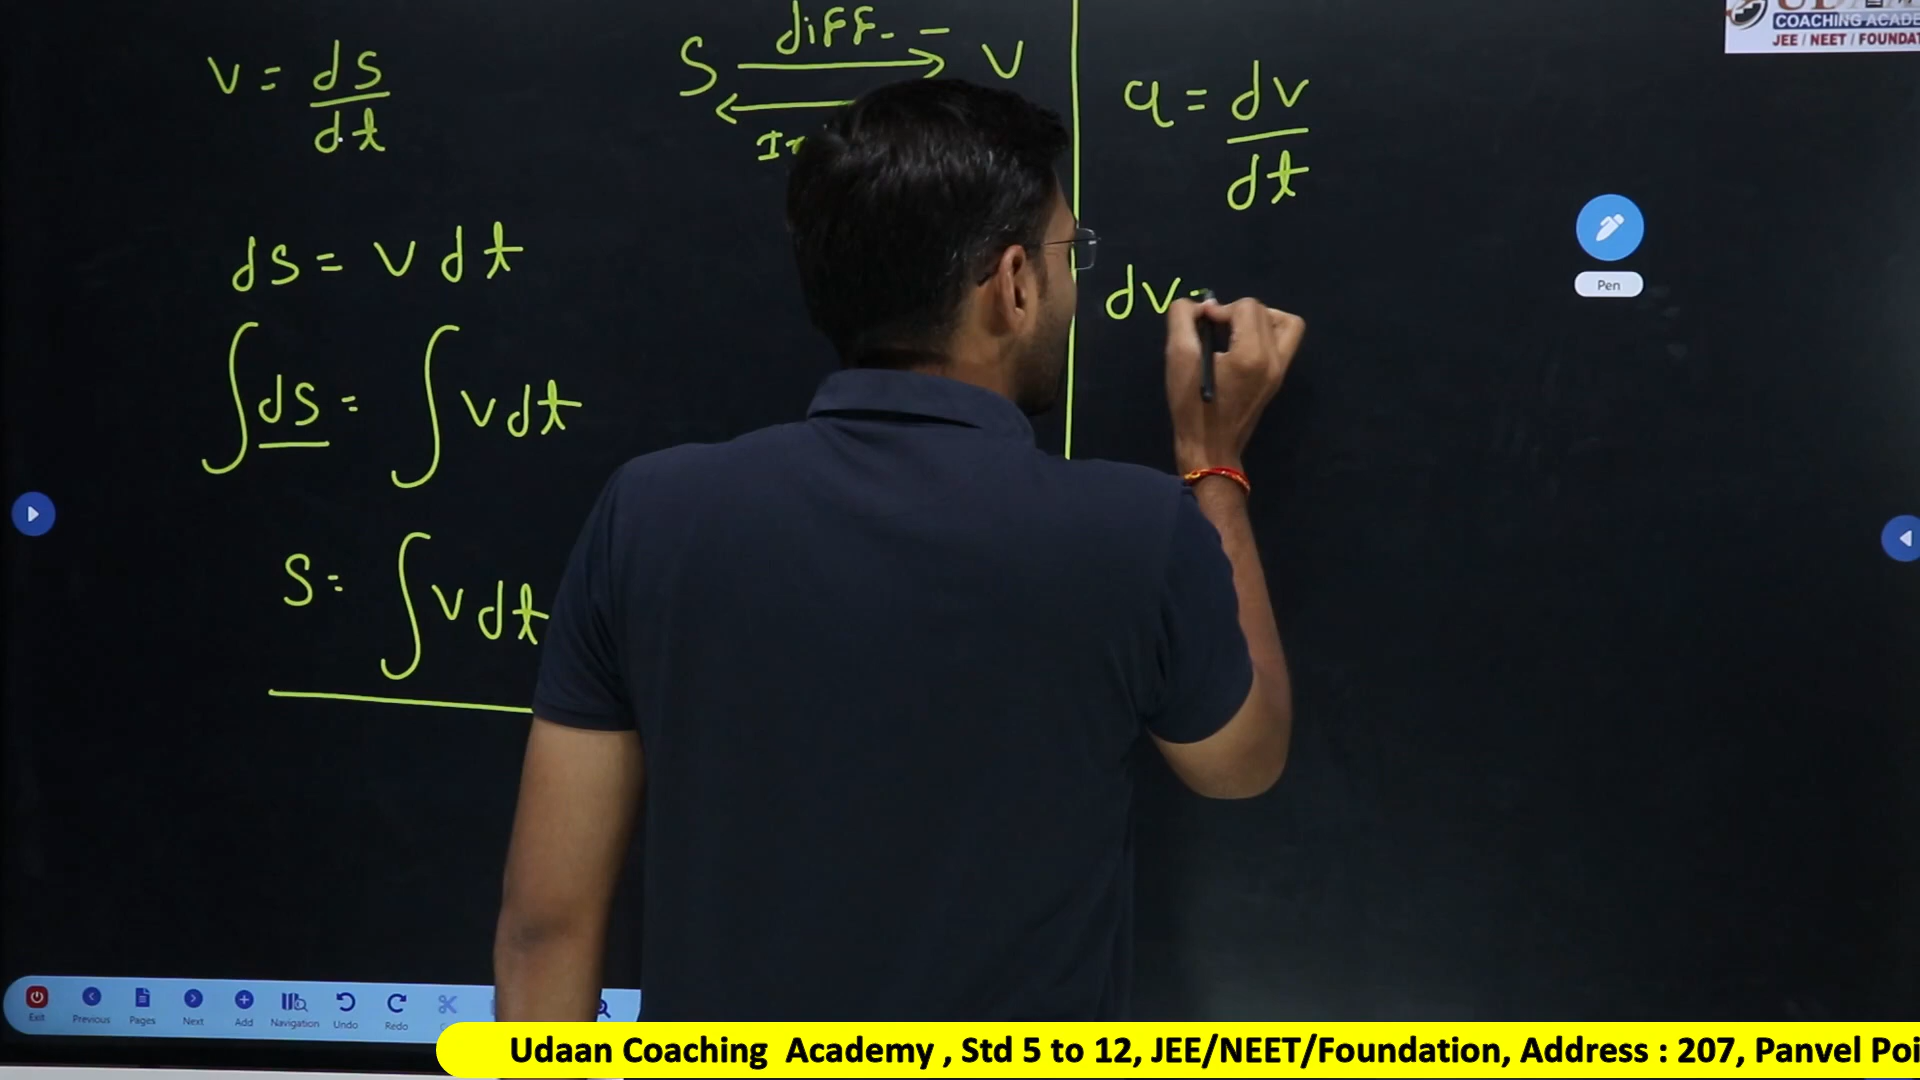 v = ds/dt
ds = v dt
∫ds = ∫v dt
S = ∫v dt
S diff. V
a = dv/dt
dv =
COACHING ACADE
JEE / NEET / FOUNDAT
Pen
Exit Previous Pages Next Add Navigation Undo Redo
Udaan Coaching Academy , Std 5 to 12, JEE/NEET/Foundation, Address : 207, Panvel Poi